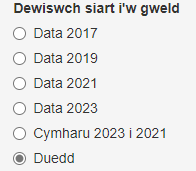 Dewiswch siart i'w gweld
Data 2017
Data 2019
Data 2021
Data 2023
Cymharu 2023 i 2021
Duedd